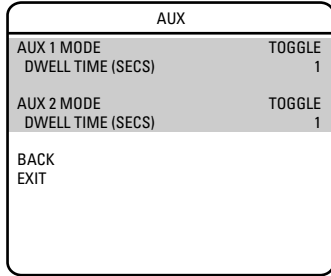 AUX
AUX 1 MODE TOGGLE
DWELL TIME (SECS) 1
AUX 2 MODE TOGGLE
DWELL TIME (SECS) 1
BACK
EXIT